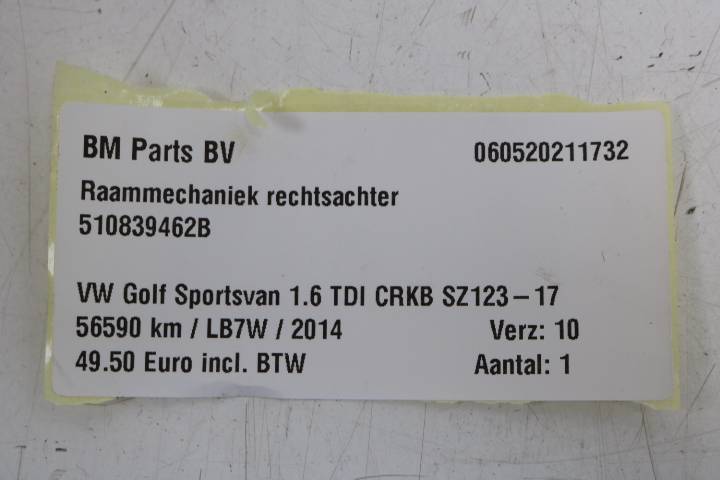 BM Parts BV 060520211732
Raammechaniek rechtsachter
510839462B
VW Golf Sportsvan 1.6 TDI CRKB SZ123-17
56590 km / LB7W / 2014 Verz: 10
49.50 Euro incl. BTW Aantal: 1